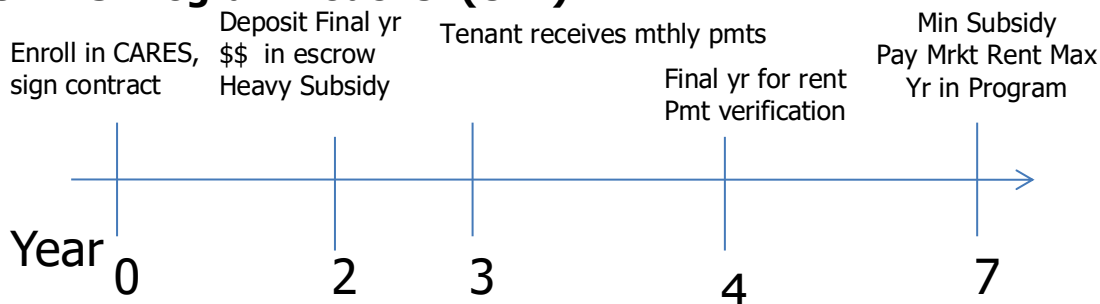 Enroll in CARES,
sign contract
Deposit Final yr
$$ in escrow
Heavy Subsidy
Tenant receives mthly pmts
Final yr for rent
Pmt verification
Min Subsidy
Pay Mrkt Rent Max
Yr in Program
Year
0
2
3
4
7